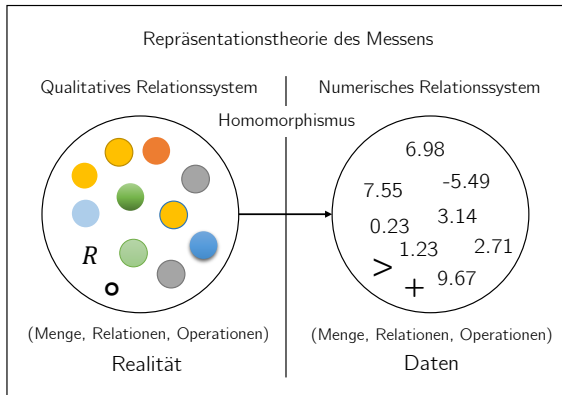 Repräsentationstheorie des Messens
Qualitatives Relationssystem
Numerisches Relationssystem
Homomorphismus
R
6.98
7.55
-5.49
0.23
3.14
1.23
2.71
>
+
9.67
(Menge, Relationen, Operationen)
(Menge, Relationen, Operationen)
Realität
Daten